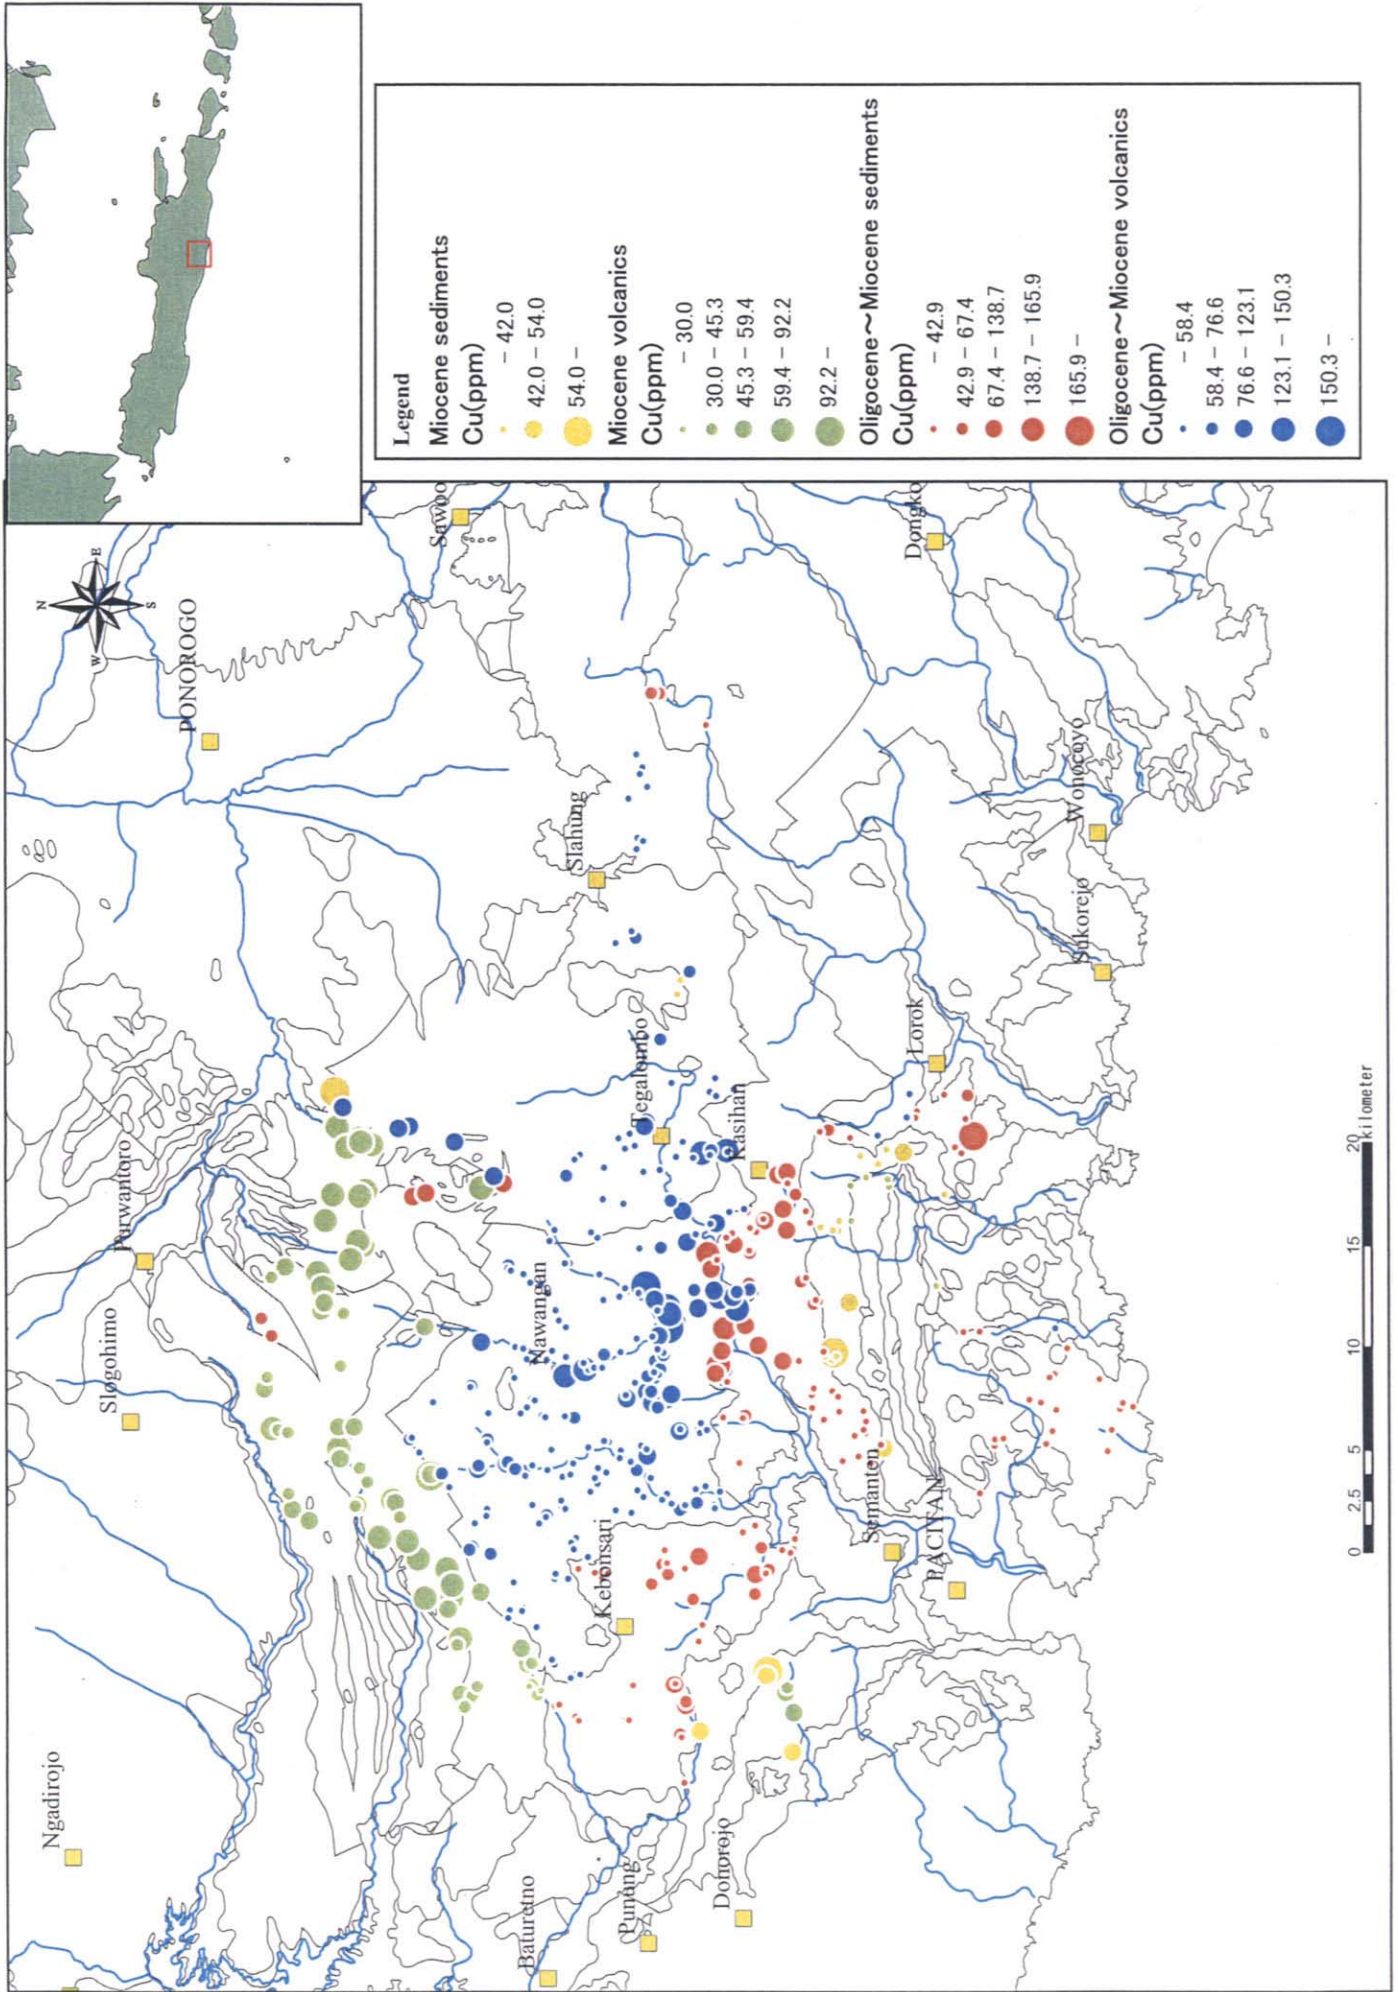 N
W
E
S
Ngadirojo
Slogohimo
Purwantoro
PONOROGO
Sawoo
Baturetno
Nawangan
Slahung
Punung
Kebonsari
Tegalombo
Donorojo
Kasihan
Semanten
PACITAN
Lorok
Dongko
Sukorejo
Wonocoyo
0
2.5
5
10
15
20
kilometer
Legend
Miocene sediments
Cu(ppm)
– 42.0
42.0 – 54.0
54.0 –
Miocene volcanics
Cu(ppm)
– 30.0
30.0 – 45.3
45.3 – 59.4
59.4 – 92.2
92.2 –
Oligocene~Miocene sediments
Cu(ppm)
– 42.9
42.9 – 67.4
67.4 – 138.7
138.7 – 165.9
165.9 –
Oligocene~Miocene volcanics
Cu(ppm)
– 58.4
58.4 – 76.6
76.6 – 123.1
123.1 – 150.3
150.3 –